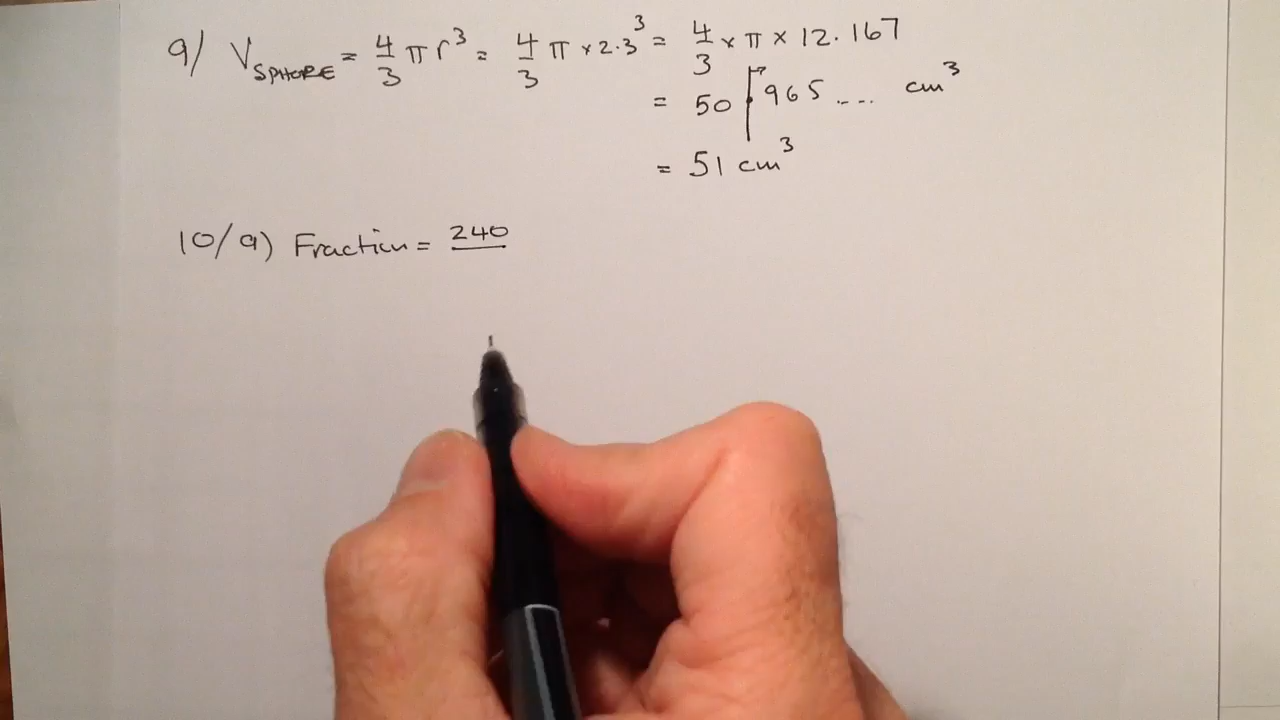 9/ V SPHERE = 4/3 π r³ = 4/3 π × 2.3³ = 4/3 × π × 12.167
= 50.965 .... cm³
= 51 cm³
10/a) Fraction = 240